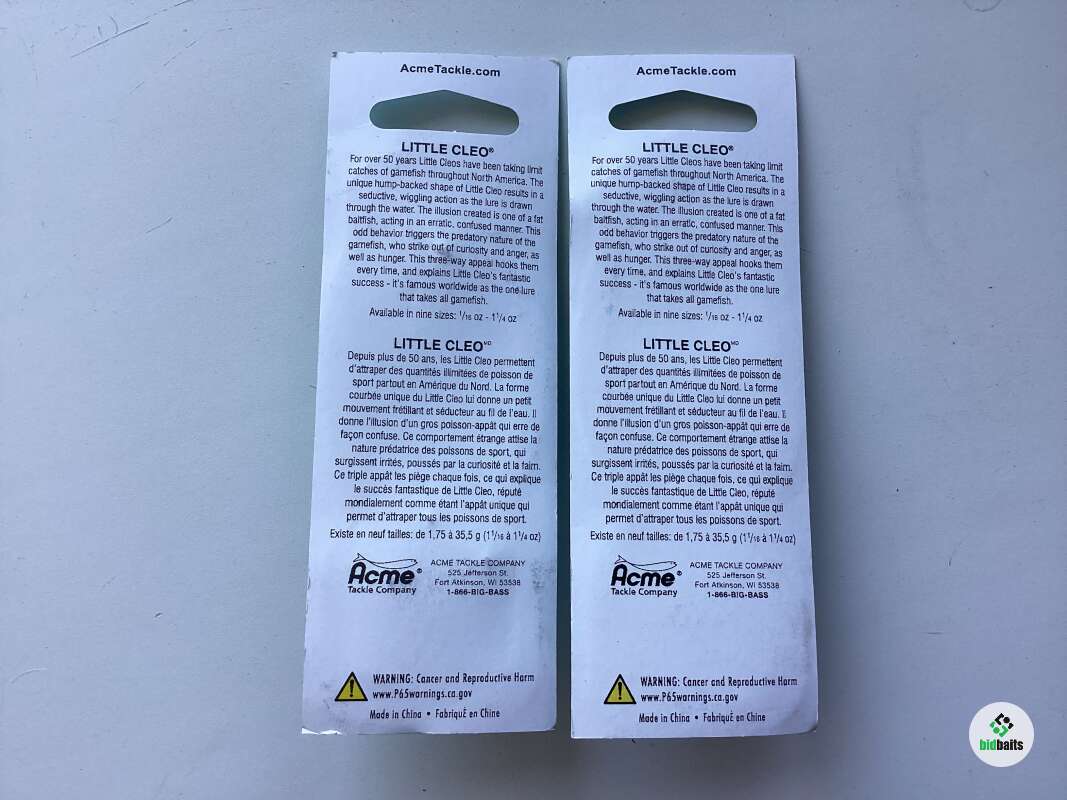 AcmeTackle.com
LITTLE CLEO®
For over 50 years Little Cleos have been taking limit
catches of gamefish throughout North America. The
unique hump-backed shape of Little Cleo results in a
seductive, wiggling action as the lure is drawn
through the water. The illusion created is one of a fat
baitfish, acting in an erratic, confused manner. This
odd behavior triggers the predatory nature of the
gamefish, who strike out of curiosity and anger, as
well as hunger. This three-way appeal hooks them
every time, and explains Little Cleo's fantastic
success - it's famous worldwide as the one lure
that takes all gamefish.
Available in nine sizes: 1/16 oz - 1 1/4 oz
LITTLE CLEO MD
Depuis plus de 50 ans, les Little Cleo permettent
d'attraper des quantités illimitées de poisson de
sport partout en Amérique du Nord. La forme
courbée unique du Little Cleo lui donne un petit
mouvement frétillant et séducteur au fil de l'eau. Il
donne l'illusion d'un gros poisson-appât qui erre de
façon confuse. Ce comportement étrange attise la
nature prédatrice des poissons de sport, qui
surgissent irrités, poussés par la curiosité et la faim.
Ce triple appât les piège chaque fois, ce qui explique
le succès fantastique de Little Cleo, réputé
mondialement comme étant l'appât unique qui
permet d'attraper tous les poissons de sport.
Existe en neuf tailles: de 1,75 à 35,5 g (1 1/16 à 1 1/4 oz)
Acme®
Tackle Company
ACME TACKLE COMPANY
525 Jefferson St.
Fort Atkinson, WI 53538
1-866-BIG-BASS
WARNING: Cancer and Reproductive Harm
www.P65warnings.ca.gov
Made in China • FabriquÈ en Chine
AcmeTackle.com
LITTLE CLEO®
For over 50 years Little Cleos have been taking limit
catches of gamefish throughout North America. The
unique hump-backed shape of Little Cleo results in a
seductive, wiggling action as the lure is drawn
through the water. The illusion created is one of a fat
baitfish, acting in an erratic, confused manner. This
odd behavior triggers the predatory nature of the
gamefish, who strike out of curiosity and anger, as
well as hunger. This three-way appeal hooks them
every time, and explains Little Cleo's fantastic
success - it's famous worldwide as the one lure
that takes all gamefish.
Available in nine sizes: 1/16 oz - 1 1/4 oz
LITTLE CLEO MD
Depuis plus de 50 ans, les Little Cleo permettent
d'attraper des quantités illimitées de poisson de
sport partout en Amérique du Nord. La forme
courbée unique du Little Cleo lui donne un petit
mouvement frétillant et séducteur au fil de l'eau. Il
donne l'illusion d'un gros poisson-appât qui erre de
façon confuse. Ce comportement étrange attise la
nature prédatrice des poissons de sport, qui
surgissent irrités, poussés par la curiosité et la faim.
Ce triple appât les piège chaque fois, ce qui explique
le succès fantastique de Little Cleo, réputé
mondialement comme étant l'appât unique qui
permet d'attraper tous les poissons de sport.
Existe en neuf tailles: de 1,75 à 35,5 g (1 1/16 à 1 1/4 oz)
Acme®
Tackle Company
ACME TACKLE COMPANY
525 Jefferson St.
Fort Atkinson, WI 53538
1-866-BIG-BASS
WARNING: Cancer and Reproductive Harm
www.P65warnings.ca.gov
Made in China • FabriquÈ en Chine
bidbaits